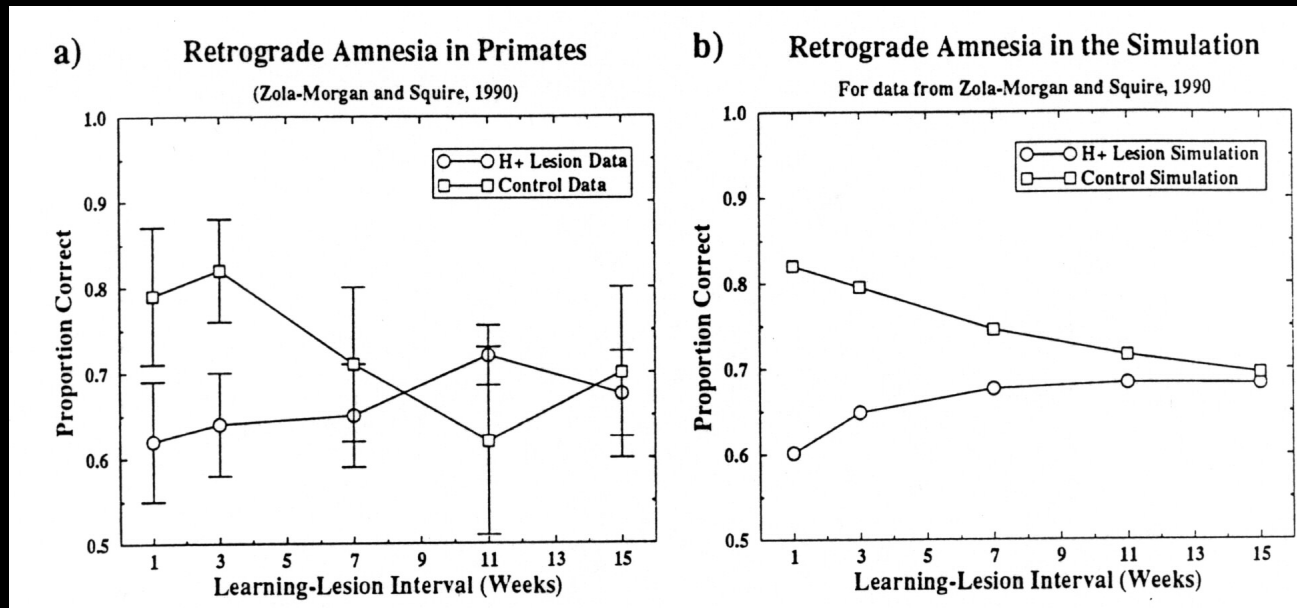 a) Retrograde Amnesia in Primates
(Zola-Morgan and Squire, 1990)
1.0
0.9
0.8
0.7
0.6
0.5
Proportion Correct
H+ Lesion Data
Control Data
1 3 5 7 9 11 13 15
Learning-Lesion Interval (Weeks)
b) Retrograde Amnesia in the Simulation
For data from Zola-Morgan and Squire, 1990
1.0
0.9
0.8
0.7
0.6
0.5
Proportion Correct
H+ Lesion Simulation
Control Simulation
1 3 5 7 9 11 13 15
Learning-Lesion Interval (Weeks)